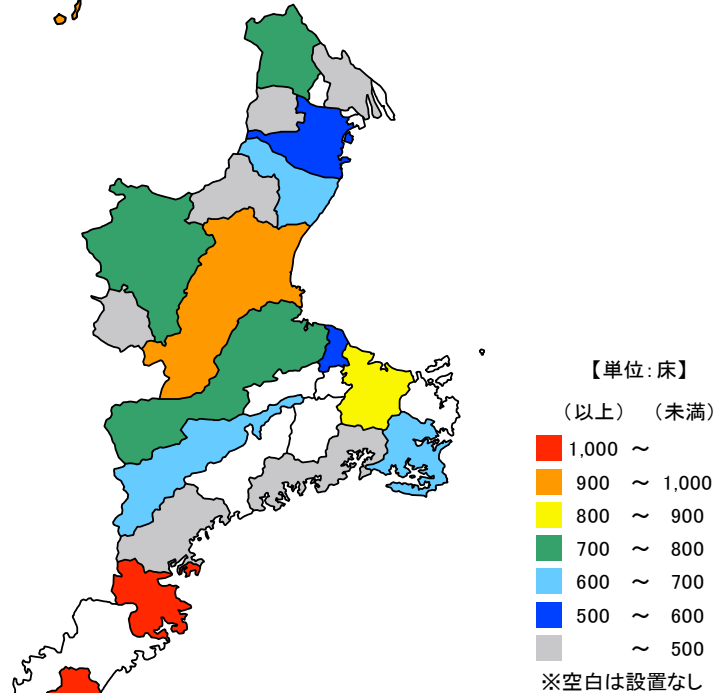 【単位:床】
（以上） （未満）
1,000 ～
900 ～ 1,000
800 ～ 900
700 ～ 800
600 ～ 700
500 ～ 600
～ 500
※空白は設置なし